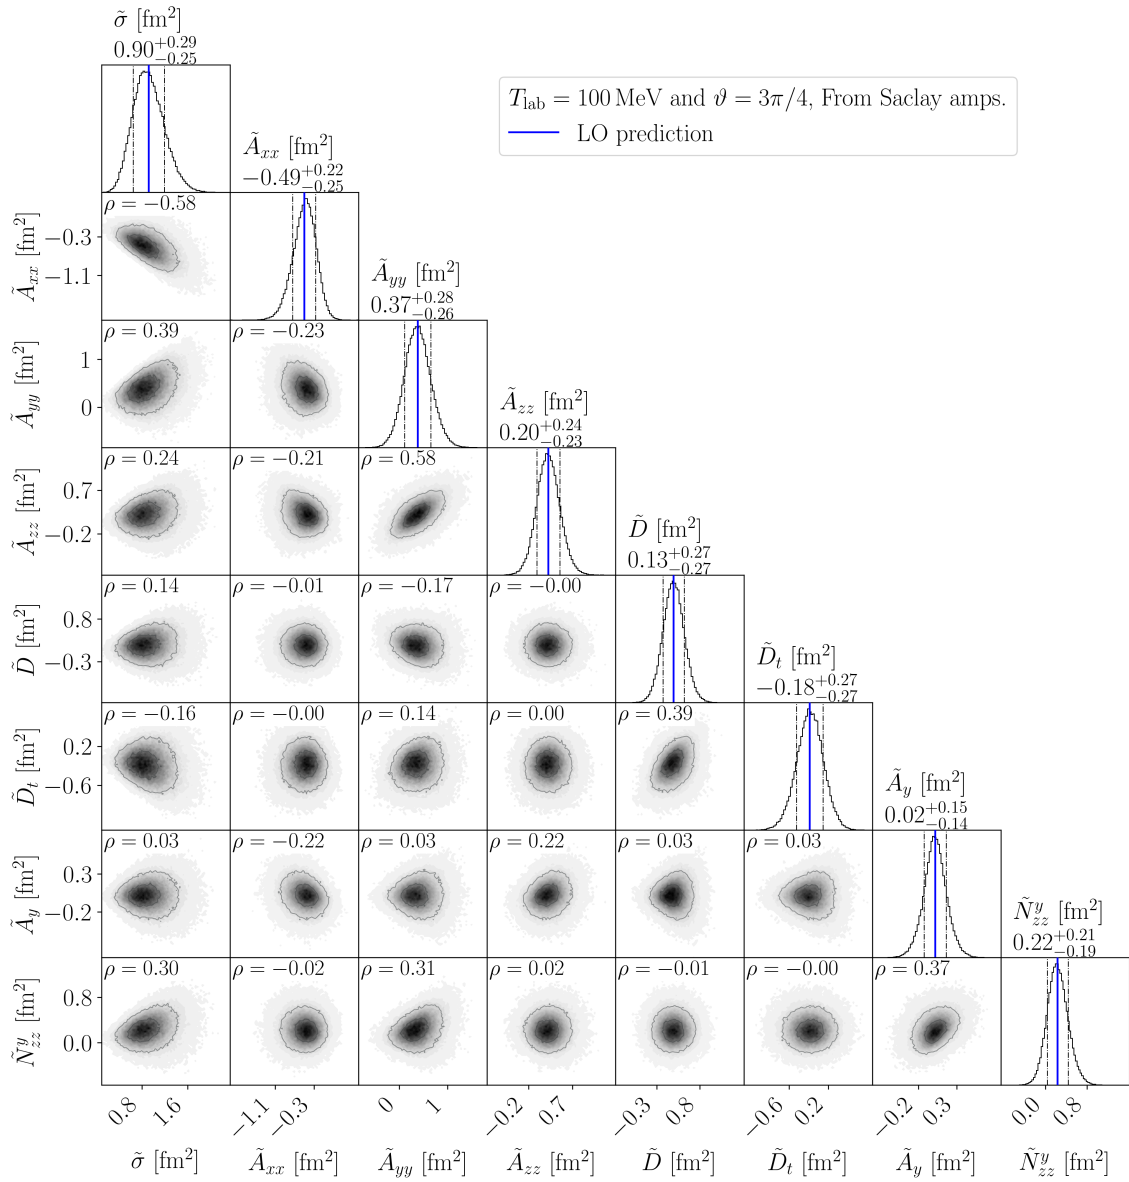 σ̃ [fm²]
0.90⁺⁰·²⁹₋₀.₂₅
T_lab = 100 MeV and ϑ = 3π/4, From Saclay amps.
LO prediction
Ã_xx [fm²]
−0.49⁺⁰·²²₋₀.₂₅
Ã_xx [fm²]
−0.3
−1.1
ρ = −0.58
Ã_yy [fm²]
0.37⁺⁰·²⁸₋₀.₂₆
Ã_yy [fm²]
1
0
ρ = 0.39 ρ = −0.23
Ã_zz [fm²]
0.20⁺⁰·²⁴₋₀.₂₃
Ã_zz [fm²]
0.7
−0.2
ρ = 0.24 ρ = −0.21 ρ = 0.58
D̃ [fm²]
0.13⁺⁰·²⁷₋₀.₂₇
D̃ [fm²]
0.8
−0.3
ρ = 0.14 ρ = −0.01 ρ = −0.17 ρ = −0.00
D̃_t [fm²]
−0.18⁺⁰·²⁷₋₀.₂₇
D̃_t [fm²]
0.2
−0.6
ρ = −0.16 ρ = −0.00 ρ = 0.14 ρ = 0.00 ρ = 0.39
Ã_y [fm²]
0.02⁺⁰·¹⁵₋₀.₁₄
Ã_y [fm²]
0.3
−0.2
ρ = 0.03 ρ = −0.22 ρ = 0.03 ρ = 0.22 ρ = 0.03 ρ = 0.03
Ñ^y_zz [fm²]
0.22⁺⁰·²¹₋₀.₁₉
Ñ^y_zz [fm²]
0.8
0.0
ρ = 0.30 ρ = −0.02 ρ = 0.31 ρ = 0.02 ρ = −0.01 ρ = −0.00 ρ = 0.37
0.8 1.6 −1.1 −0.3 0 1 −0.2 0.7 −0.3 0.8 −0.6 0.2 −0.2 0.3 0.0 0.8
σ̃ [fm²] Ã_xx [fm²] Ã_yy [fm²] Ã_zz [fm²] D̃ [fm²] D̃_t [fm²] Ã_y [fm²] Ñ^y_zz [fm²]